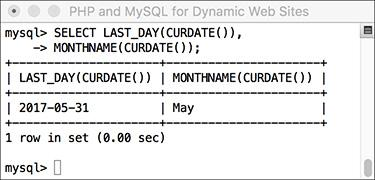 PHP and MySQL for Dynamic Web Sites
mysql> SELECT LAST_DAY(CURDATE()),
    -> MONTHNAME(CURDATE());
+---------------------+----------------------+
| LAST_DAY(CURDATE()) | MONTHNAME(CURDATE()) |
+---------------------+----------------------+
| 2017-05-31          | May                  |
+---------------------+----------------------+
1 row in set (0.00 sec)
mysql>